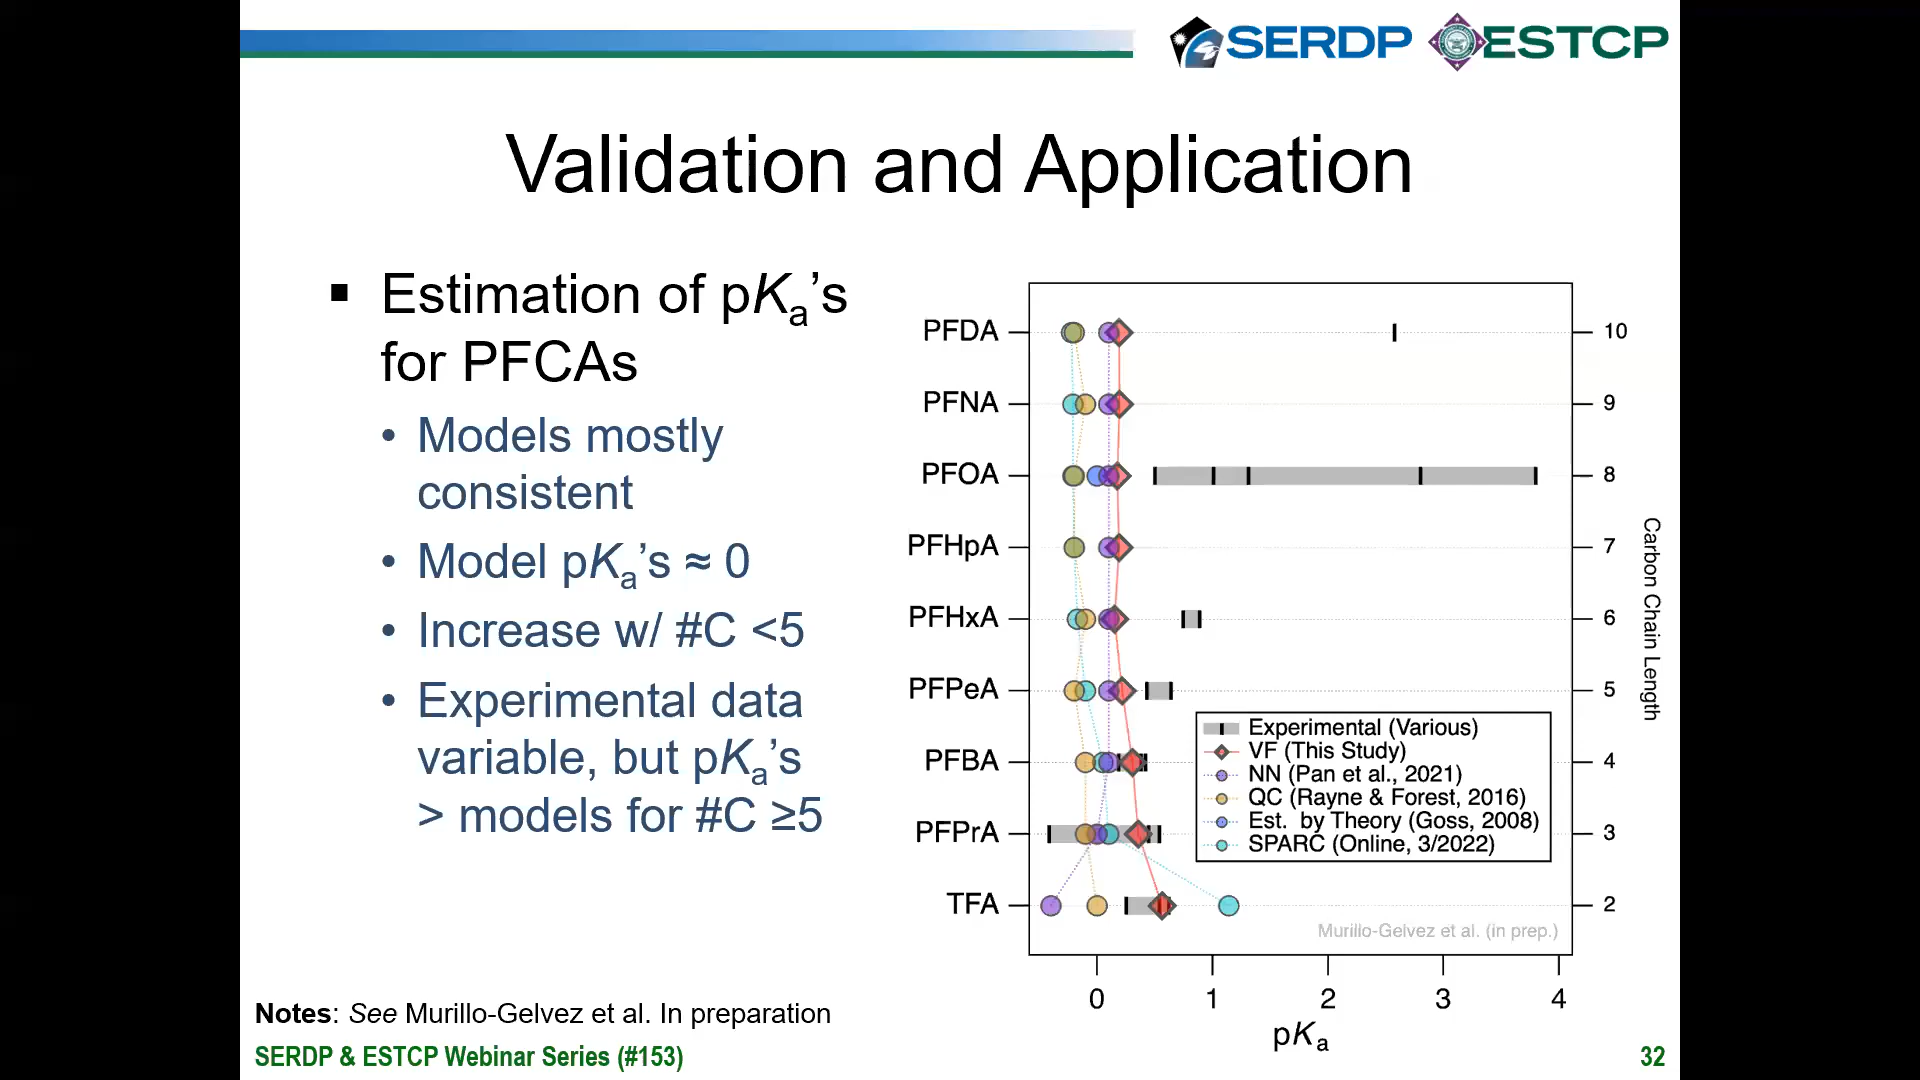 SERDP ESTCP
Validation and Application
▪ Estimation of pKa’s
for PFCAs
• Models mostly
consistent
• Model pKa’s ≈ 0
• Increase w/ #C <5
• Experimental data
variable, but pKa’s
> models for #C ≥5
PFDA 10
PFNA 9
PFOA 8
PFHpA 7
PFHxA 6
PFPeA 5
PFBA 4
PFPrA 3
TFA 2
Carbon Chain Length
Experimental (Various)
VF (This Study)
NN (Pan et al., 2021)
QC (Rayne & Forest, 2016)
Est. by Theory (Goss, 2008)
SPARC (Online, 3/2022)
Murillo-Gelvez et al. (in prep.)
0 1 2 3 4
pKa
Notes: See Murillo-Gelvez et al. In preparation
SERDP & ESTCP Webinar Series (#153)
32